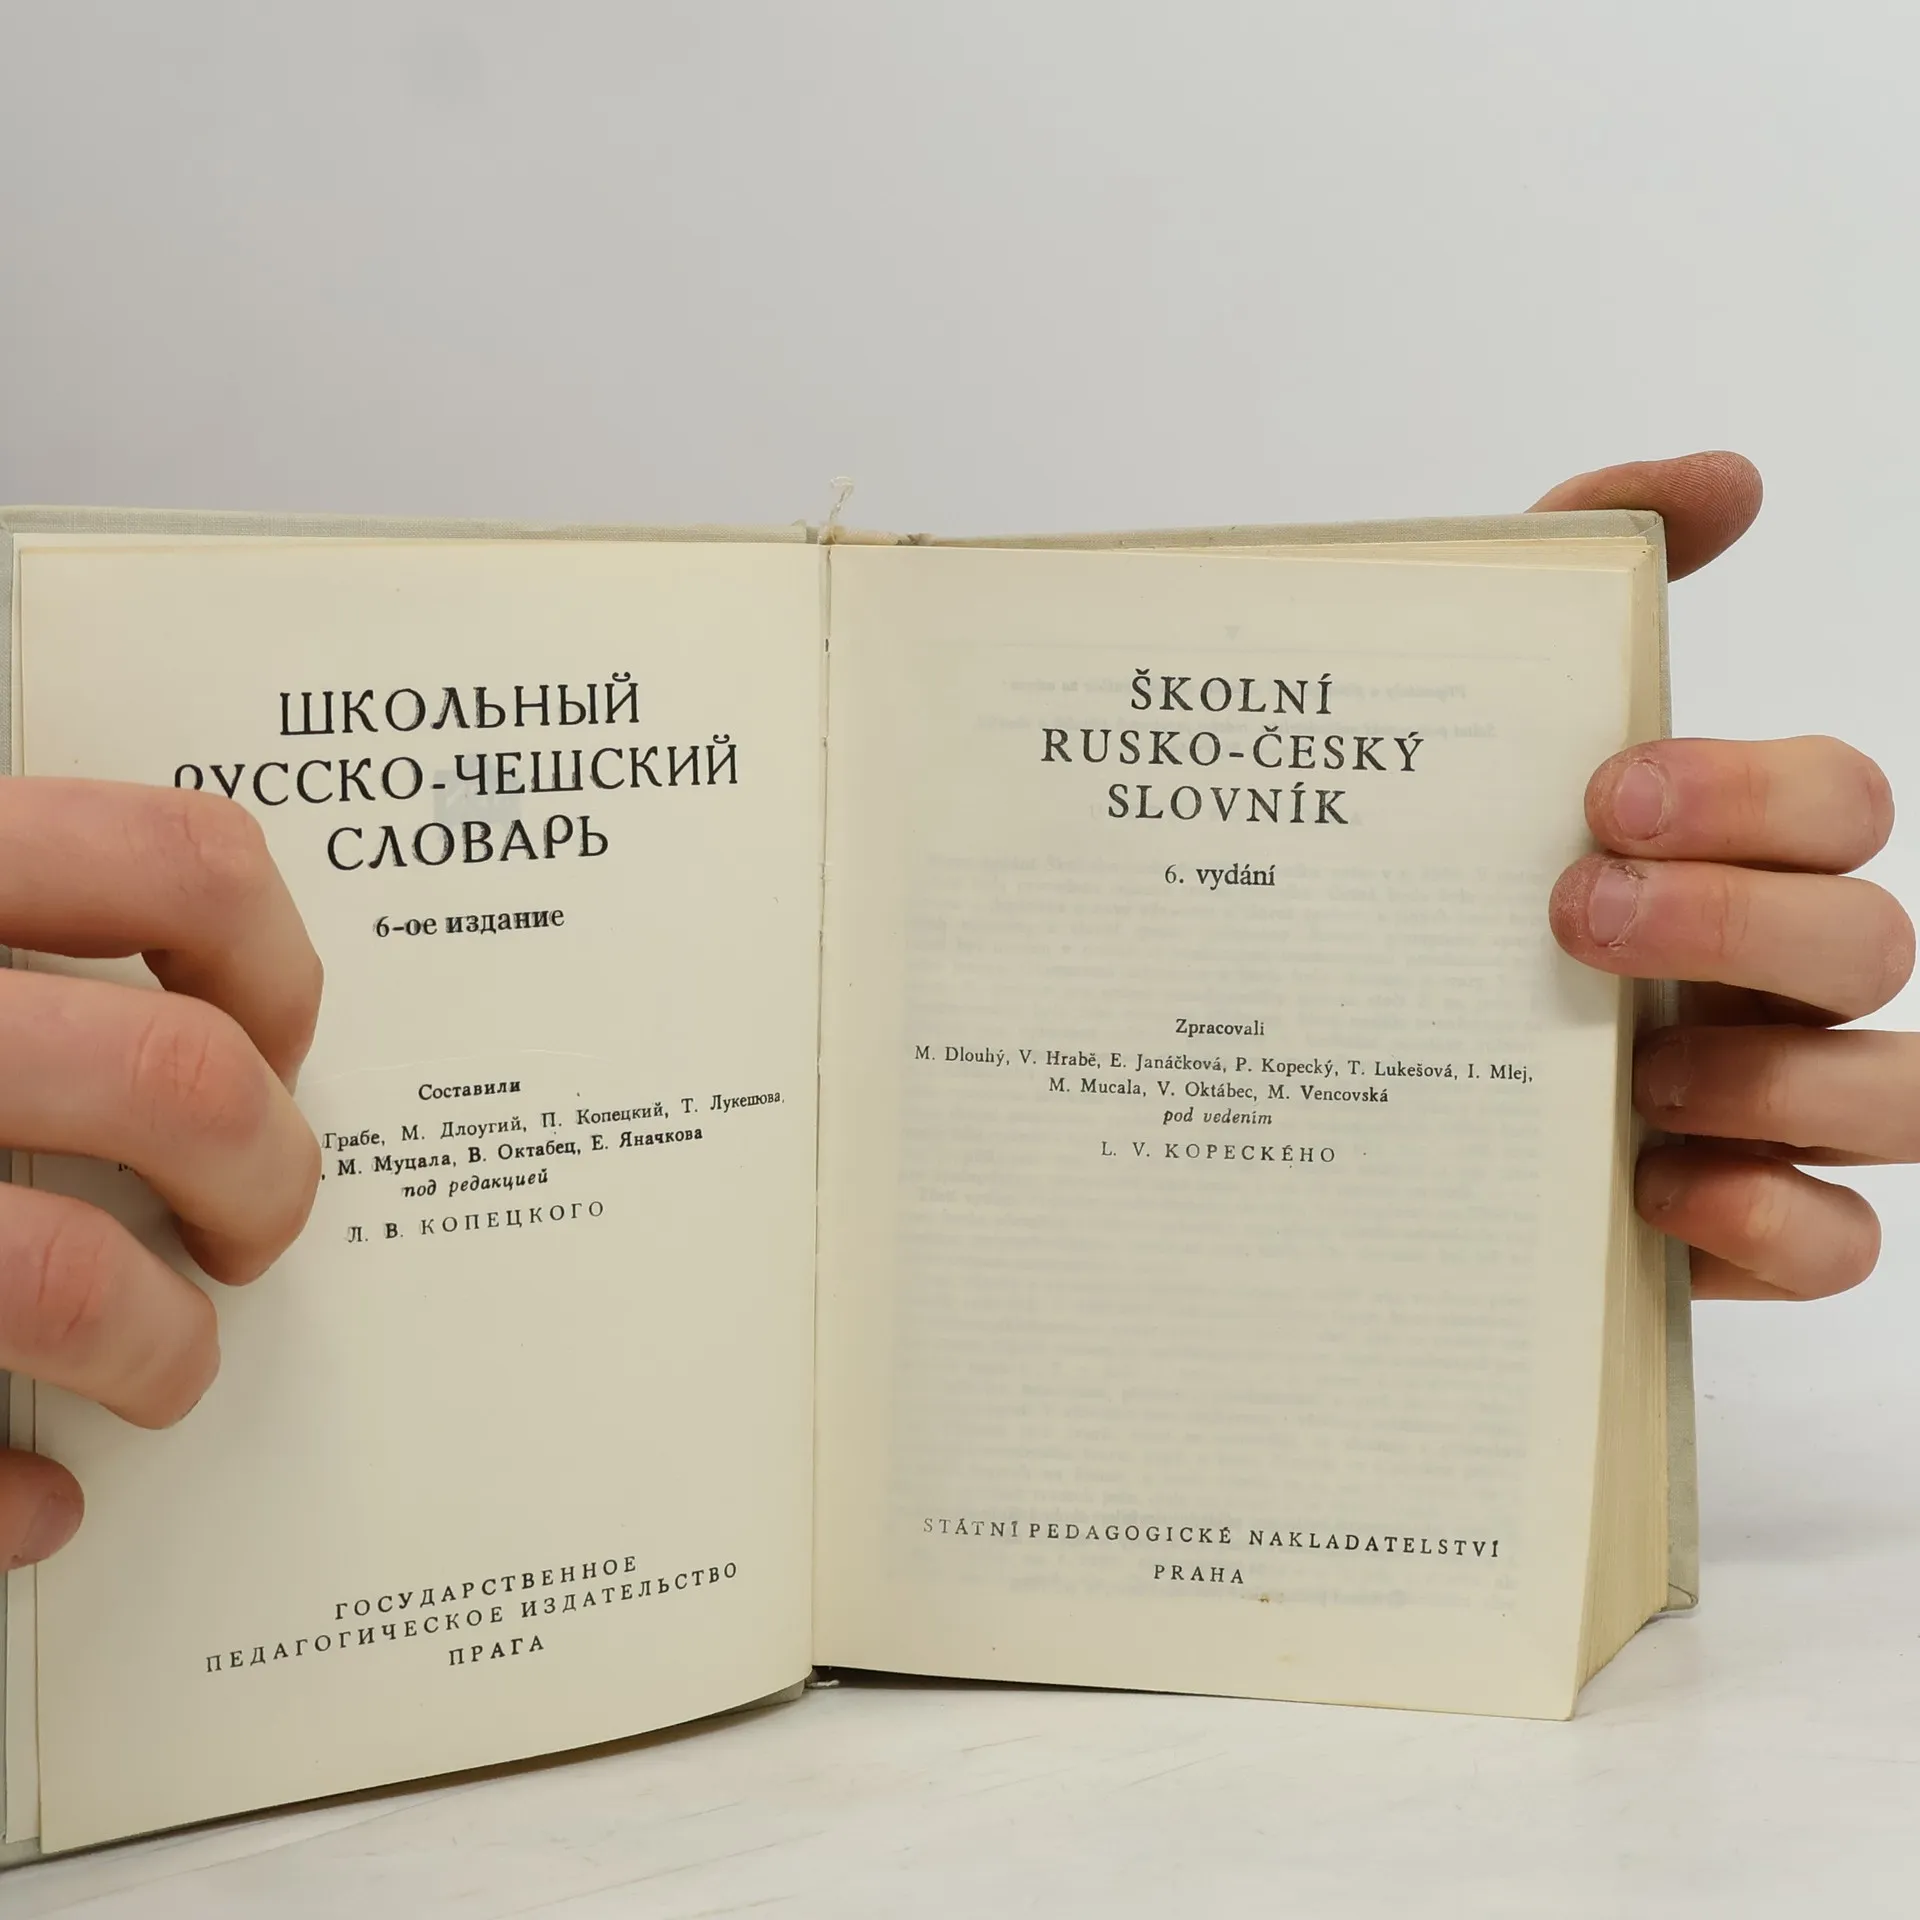 ШКОЛЬНЫЙ
РУССКО-ЧЕШСКИЙ
СЛОВАРЬ
6-ое издание
Составили
Грабе, М. Длоугий, П. Копецкий, Т. Лукешова,
М. Муцала, В. Октабец, Е. Яначкова
под редакцией
Л. В. КОПЕЦКОГО
ГОСУДАРСТВЕННОЕ
ПЕДАГОГИЧЕСКОЕ ИЗДАТЕЛЬСТВО
ПРАГА
ŠKOLNÍ
RUSKO-ČESKÝ
SLOVNÍK
6. vydání
Zpracovali
M. Dlouhý, V. Hrabě, E. Janáčková, P. Kopecký, T. Lukešová, I. Mlej,
M. Mucala, V. Oktábec, M. Vencovská
pod vedením
L. V. KOPECKÉHO
STÁTNÍ PEDAGOGICKÉ NAKLADATELSTVÍ
PRAHA